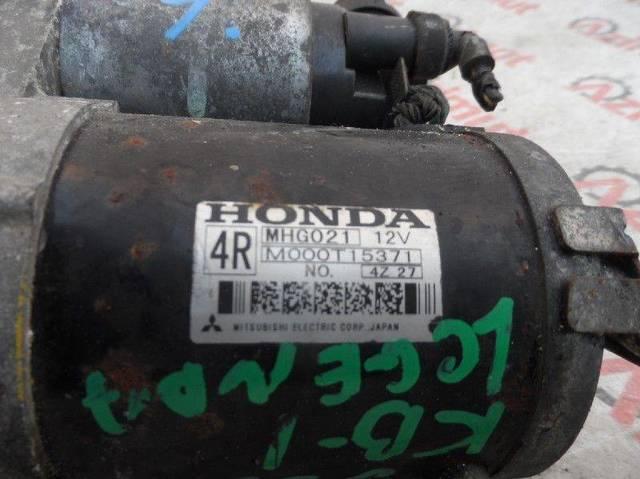 HONDA
4R MHG021 12V
M000T15371
NO. 4Z 27
MITSUBISHI ELECTRIC CORP., JAPAN
LEGEND
KB-1